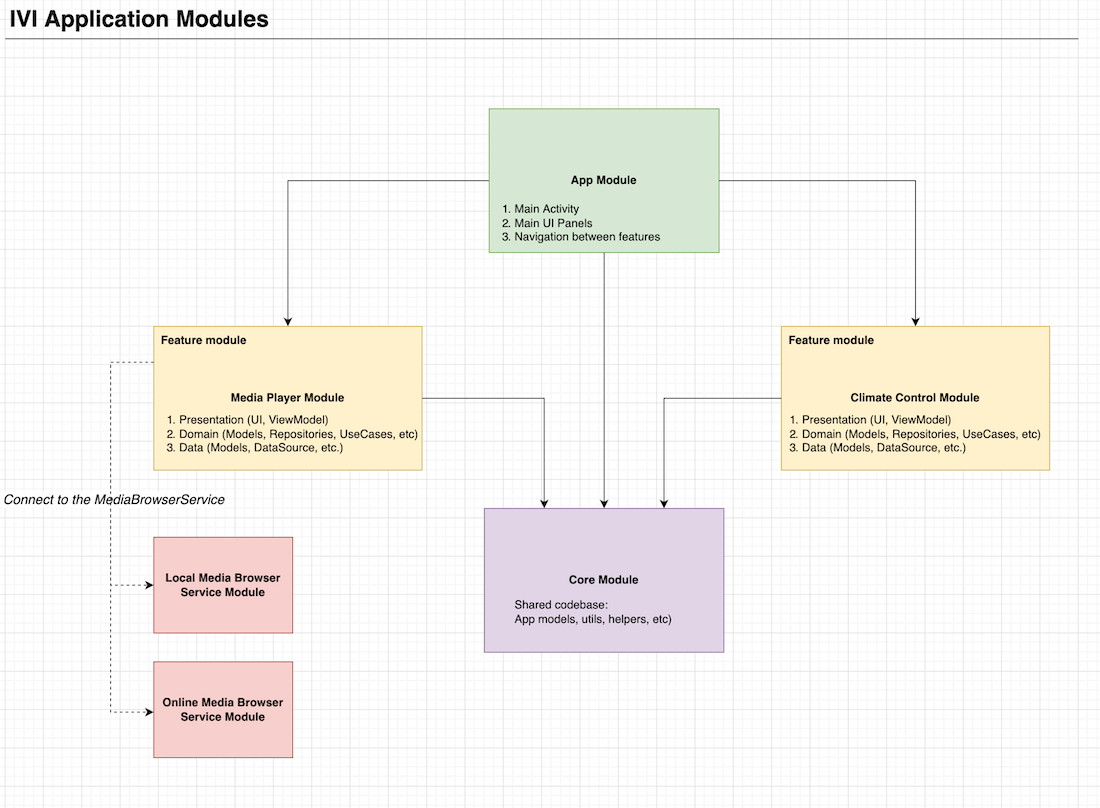 IVI Application Modules
App Module
1. Main Activity
2. Main UI Panels
3. Navigation between features
Feature module
Media Player Module
1. Presentation (UI, ViewModel)
2. Domain (Models, Repositories, UseCases, etc)
3. Data (Models, DataSource, etc.)
Feature module
Climate Control Module
1. Presentation (UI, ViewModel)
2. Domain (Models, Repositories, UseCases, etc)
3. Data (Models, DataSource, etc.)
Connect to the MediaBrowserService
Local Media Browser
Service Module
Core Module
Shared codebase:
App models, utils, helpers, etc)
Online Media Browser
Service Module